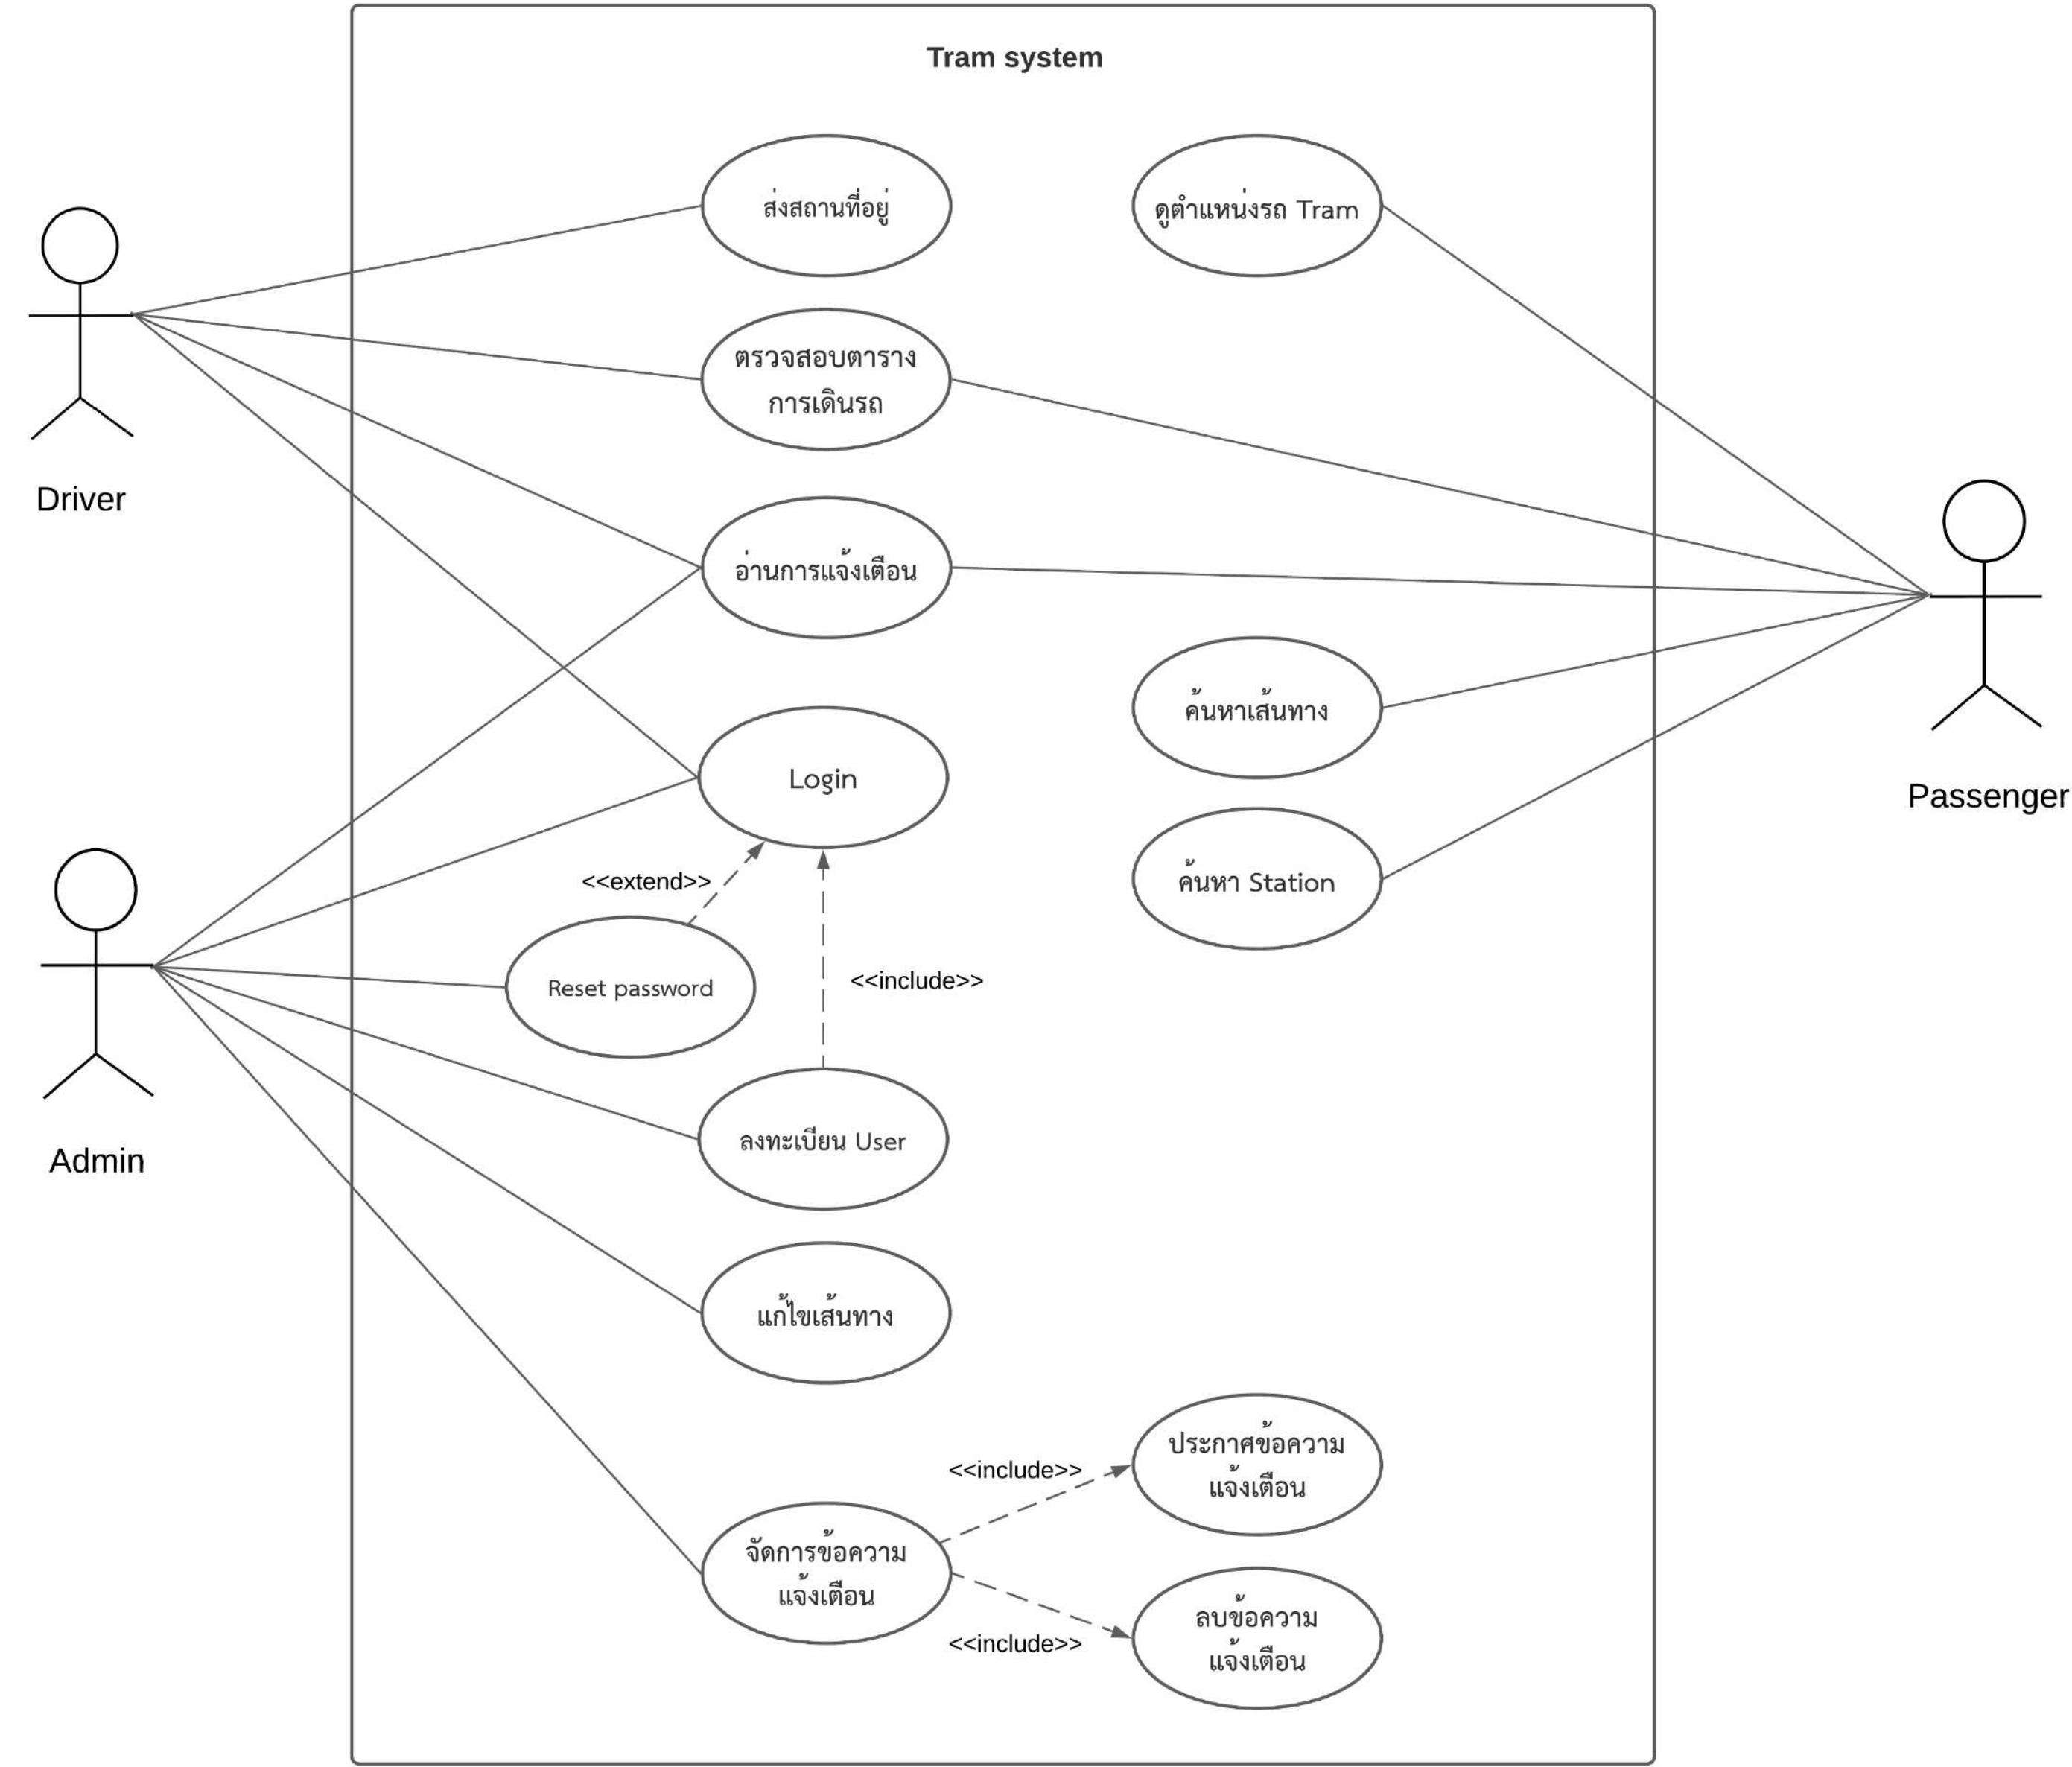 Tram system
ส่งสถานที่อยู่
ดูตำแหน่งรถ Tram
ตรวจสอบตาราง
การเดินรถ
Driver
อ่านการแจ้งเตือน
ค้นหาเส้นทาง
Login
Passenger
<<extend>>
ค้นหา Station
<<include>>
Reset password
ลงทะเบียน User
Admin
แก้ไขเส้นทาง
ประกาศข้อความ
แจ้งเตือน
<<include>>
จัดการข้อความ
แจ้งเตือน
<<include>>
ลบข้อความ
แจ้งเตือน